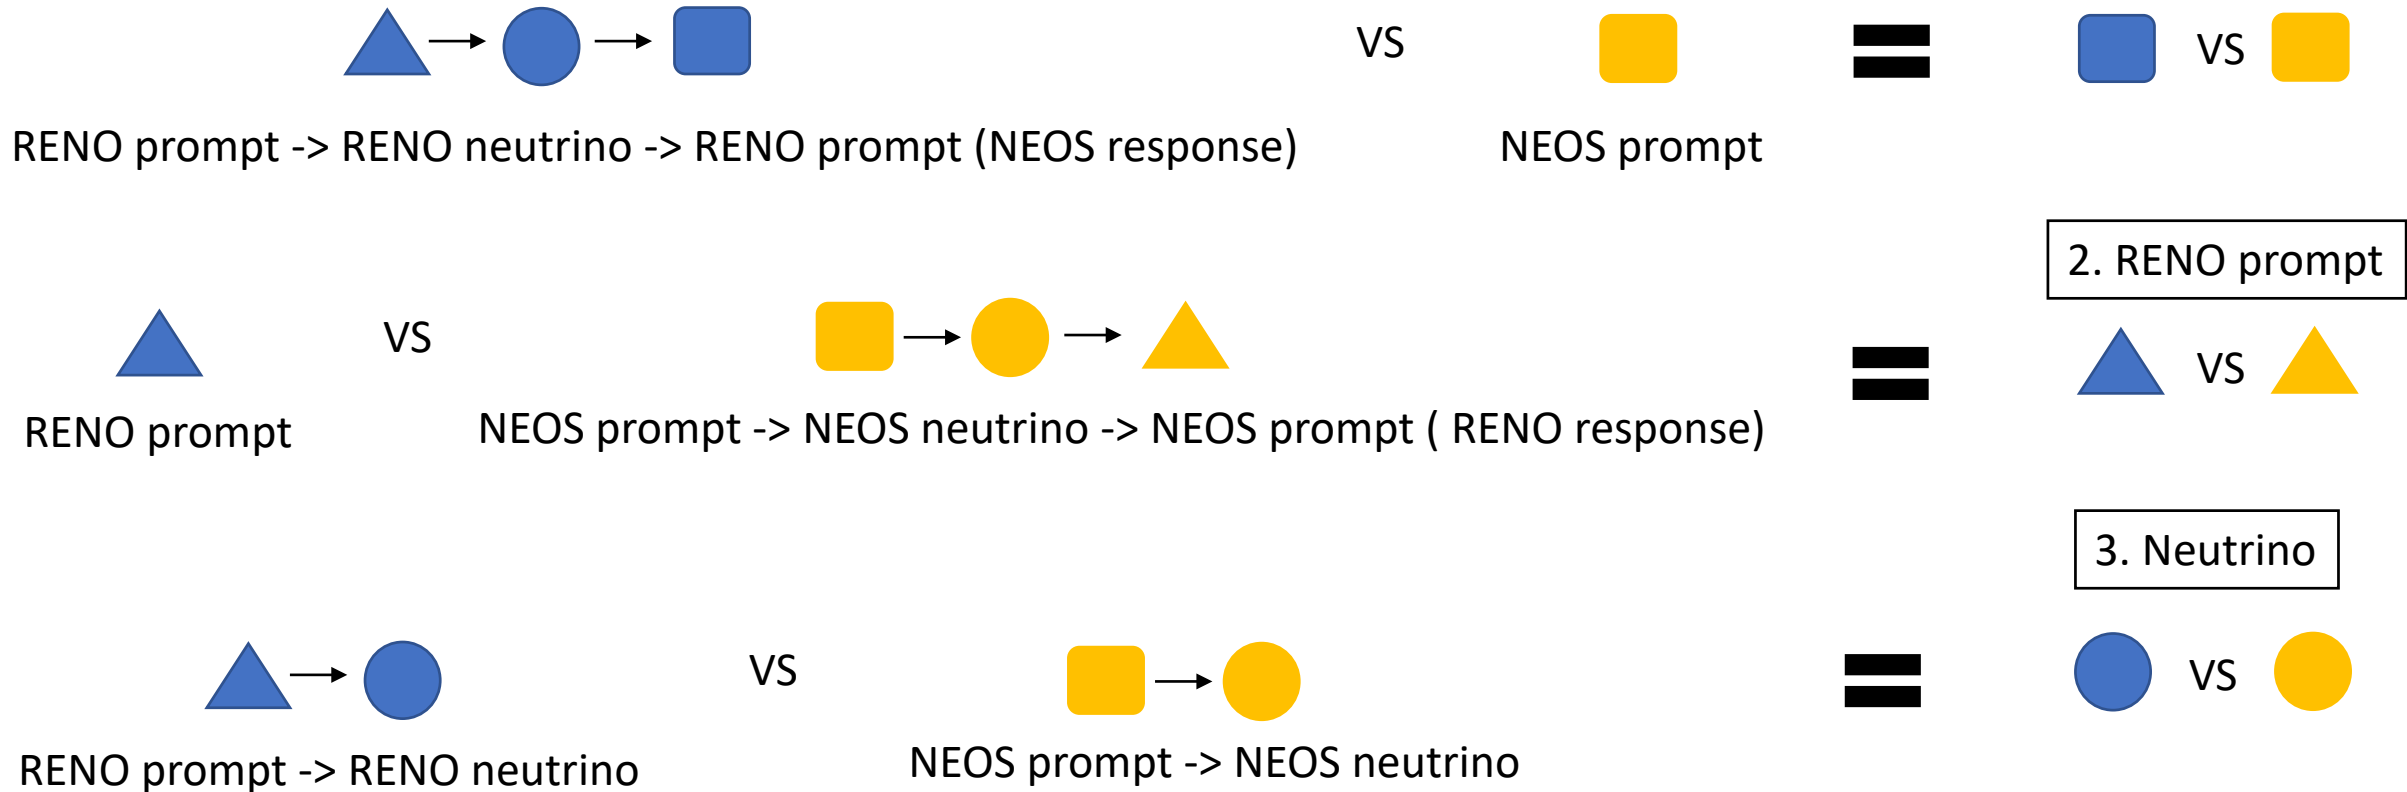 VS
VS
RENO prompt -> RENO neutrino -> RENO prompt (NEOS response)
NEOS prompt
2. RENO prompt
VS
VS
RENO prompt
NEOS prompt -> NEOS neutrino -> NEOS prompt ( RENO response)
3. Neutrino
VS
VS
RENO prompt -> RENO neutrino
NEOS prompt -> NEOS neutrino